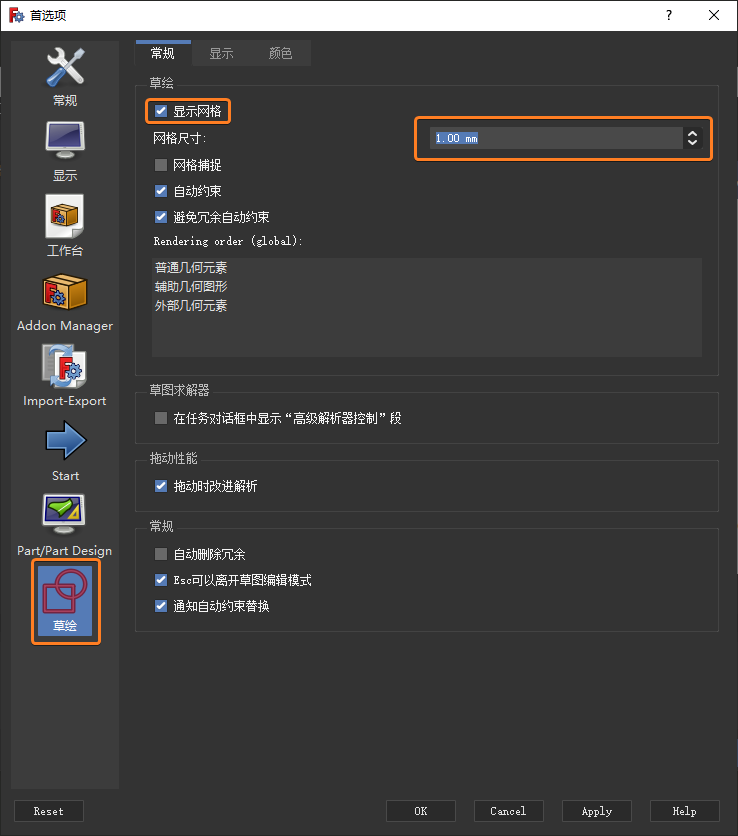 首选项
?
常规
显示
工作台
Addon Manager
Import-Export
Start
Part/Part Design
草绘
常规 显示 颜色
草绘
显示网格
网格尺寸: 1.00 mm
网格捕捉
自动约束
避免冗余自动约束
Rendering order (global):
普通几何元素
辅助几何图形
外部几何元素
草图求解器
在任务对话框中显示“高级解析器控制”段
拖动性能
拖动时改进解析
常规
自动删除冗余
Esc可以离开草图编辑模式
通知自动约束替换
Reset OK Cancel Apply Help